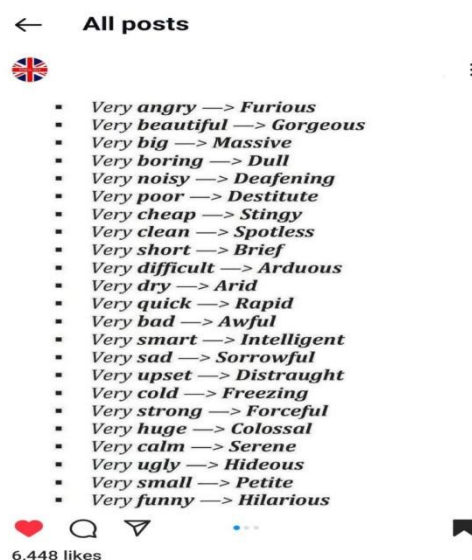 ← All posts
▪ Very angry —> Furious
▪ Very beautiful —> Gorgeous
▪ Very big —> Massive
▪ Very boring —> Dull
▪ Very noisy —> Deafening
▪ Very poor —> Destitute
▪ Very cheap —> Stingy
▪ Very clean —> Spotless
▪ Very short —> Brief
▪ Very difficult —> Arduous
▪ Very dry —> Arid
▪ Very quick —> Rapid
▪ Very bad —> Awful
▪ Very smart —> Intelligent
▪ Very sad —> Sorrowful
▪ Very upset —> Distraught
▪ Very cold —> Freezing
▪ Very strong —> Forceful
▪ Very huge —> Colossal
▪ Very calm —> Serene
▪ Very ugly —> Hideous
▪ Very small —> Petite
▪ Very funny —> Hilarious
6,448 likes